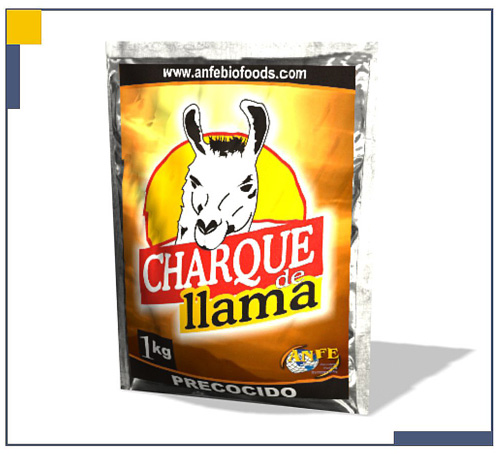 www.anfebiofoods.com
CHARQUE
de
llama
1kg
ANFE
PRECOCIDO